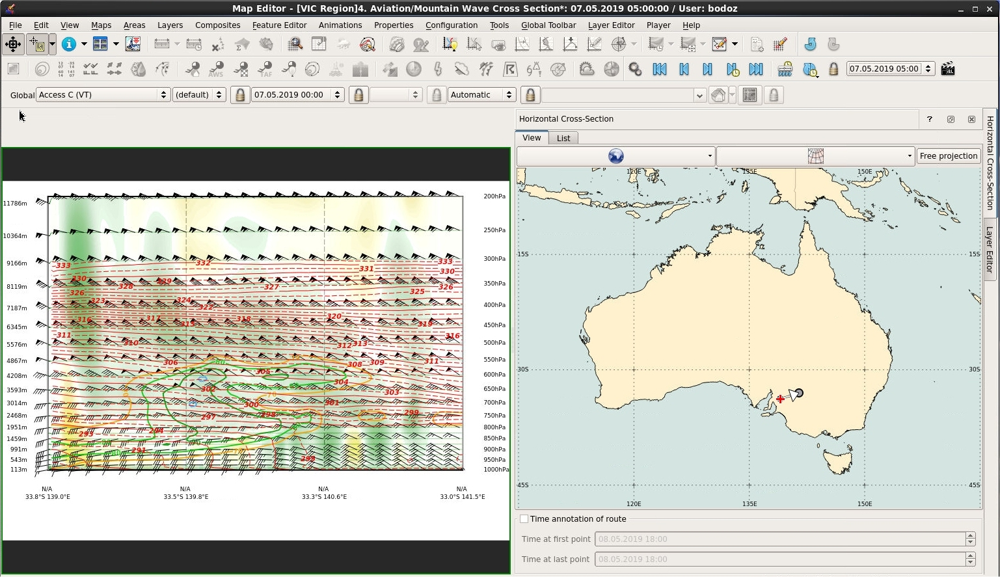 Map Editor - [VIC Region]4. Aviation/Mountain Wave Cross Section*: 07.05.2019 05:00:00 / User: bodoz
File Edit View Maps Areas Layers Composites Feature Editor Animations Properties Configuration Tools Global Toolbar Layer Editor Player Help
AWS TAF 07.05.2019 05:00
Global Access C (VT) (default) 07.05.2019 00:00 Automatic
Horizontal Cross-Section ?
View List
Free projection
Horizontal Cross-Section
Layer Editor
120E 135E 150E
15S 15S
30S 30S
45S 45S
120E 135E 150E
11786m 200hPa
10364m 250hPa
9166m 300hPa
8119m 350hPa
7187m 400hPa
6345m 450hPa
5576m 500hPa
4867m 550hPa
4208m 600hPa
3593m 650hPa
3014m 700hPa
2468m 750hPa
1951m 800hPa
1459m 850hPa
991m 900hPa
543m 950hPa
113m 1000hPa
333 332 331 333 330
330 329 328 327 326
326 325
323 324 322
316 317 315 318 320 319
311 310 312 313 316
306 308 309 311
305 304
302 303
300 301
297 298 299
293 294
291 295
N/A N/A N/A N/A
33.8°S 139.0°E 33.5°S 139.8°E 33.3°S 140.6°E 33.0°S 141.5°E
Time annotation of route
Time at first point 08.05.2019 18:00
Time at last point 08.05.2019 18:00